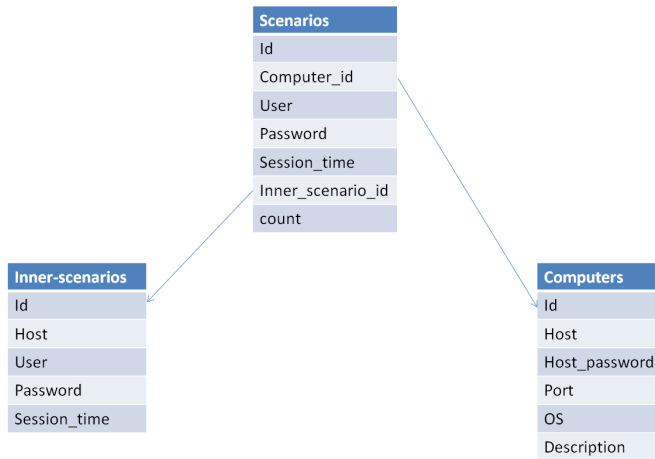 Scenarios
Id
Computer_id
User
Password
Session_time
Inner_scenario_id
count
Inner-scenarios
Id
Host
User
Password
Session_time
Computers
Id
Host
Host_password
Port
OS
Description